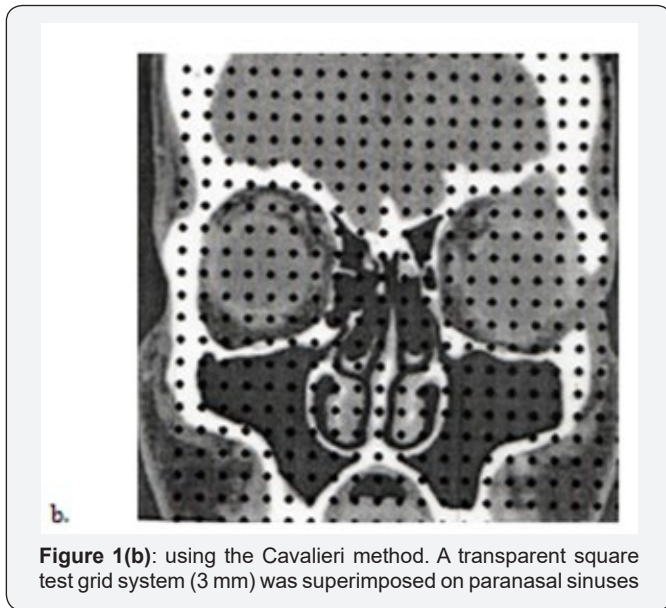 b.
Figure 1(b): using the Cavalieri method. A transparent square
test grid system (3 mm) was superimposed on paranasal sinuses